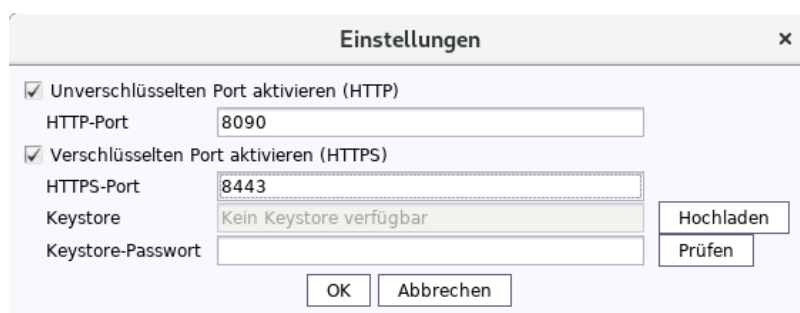 Einstellungen ×
Unverschlüsselten Port aktivieren (HTTP)
HTTP-Port 8090
Verschlüsselten Port aktivieren (HTTPS)
HTTPS-Port 8443
Keystore Kein Keystore verfügbar Hochladen
Keystore-Passwort Prüfen
OK Abbrechen